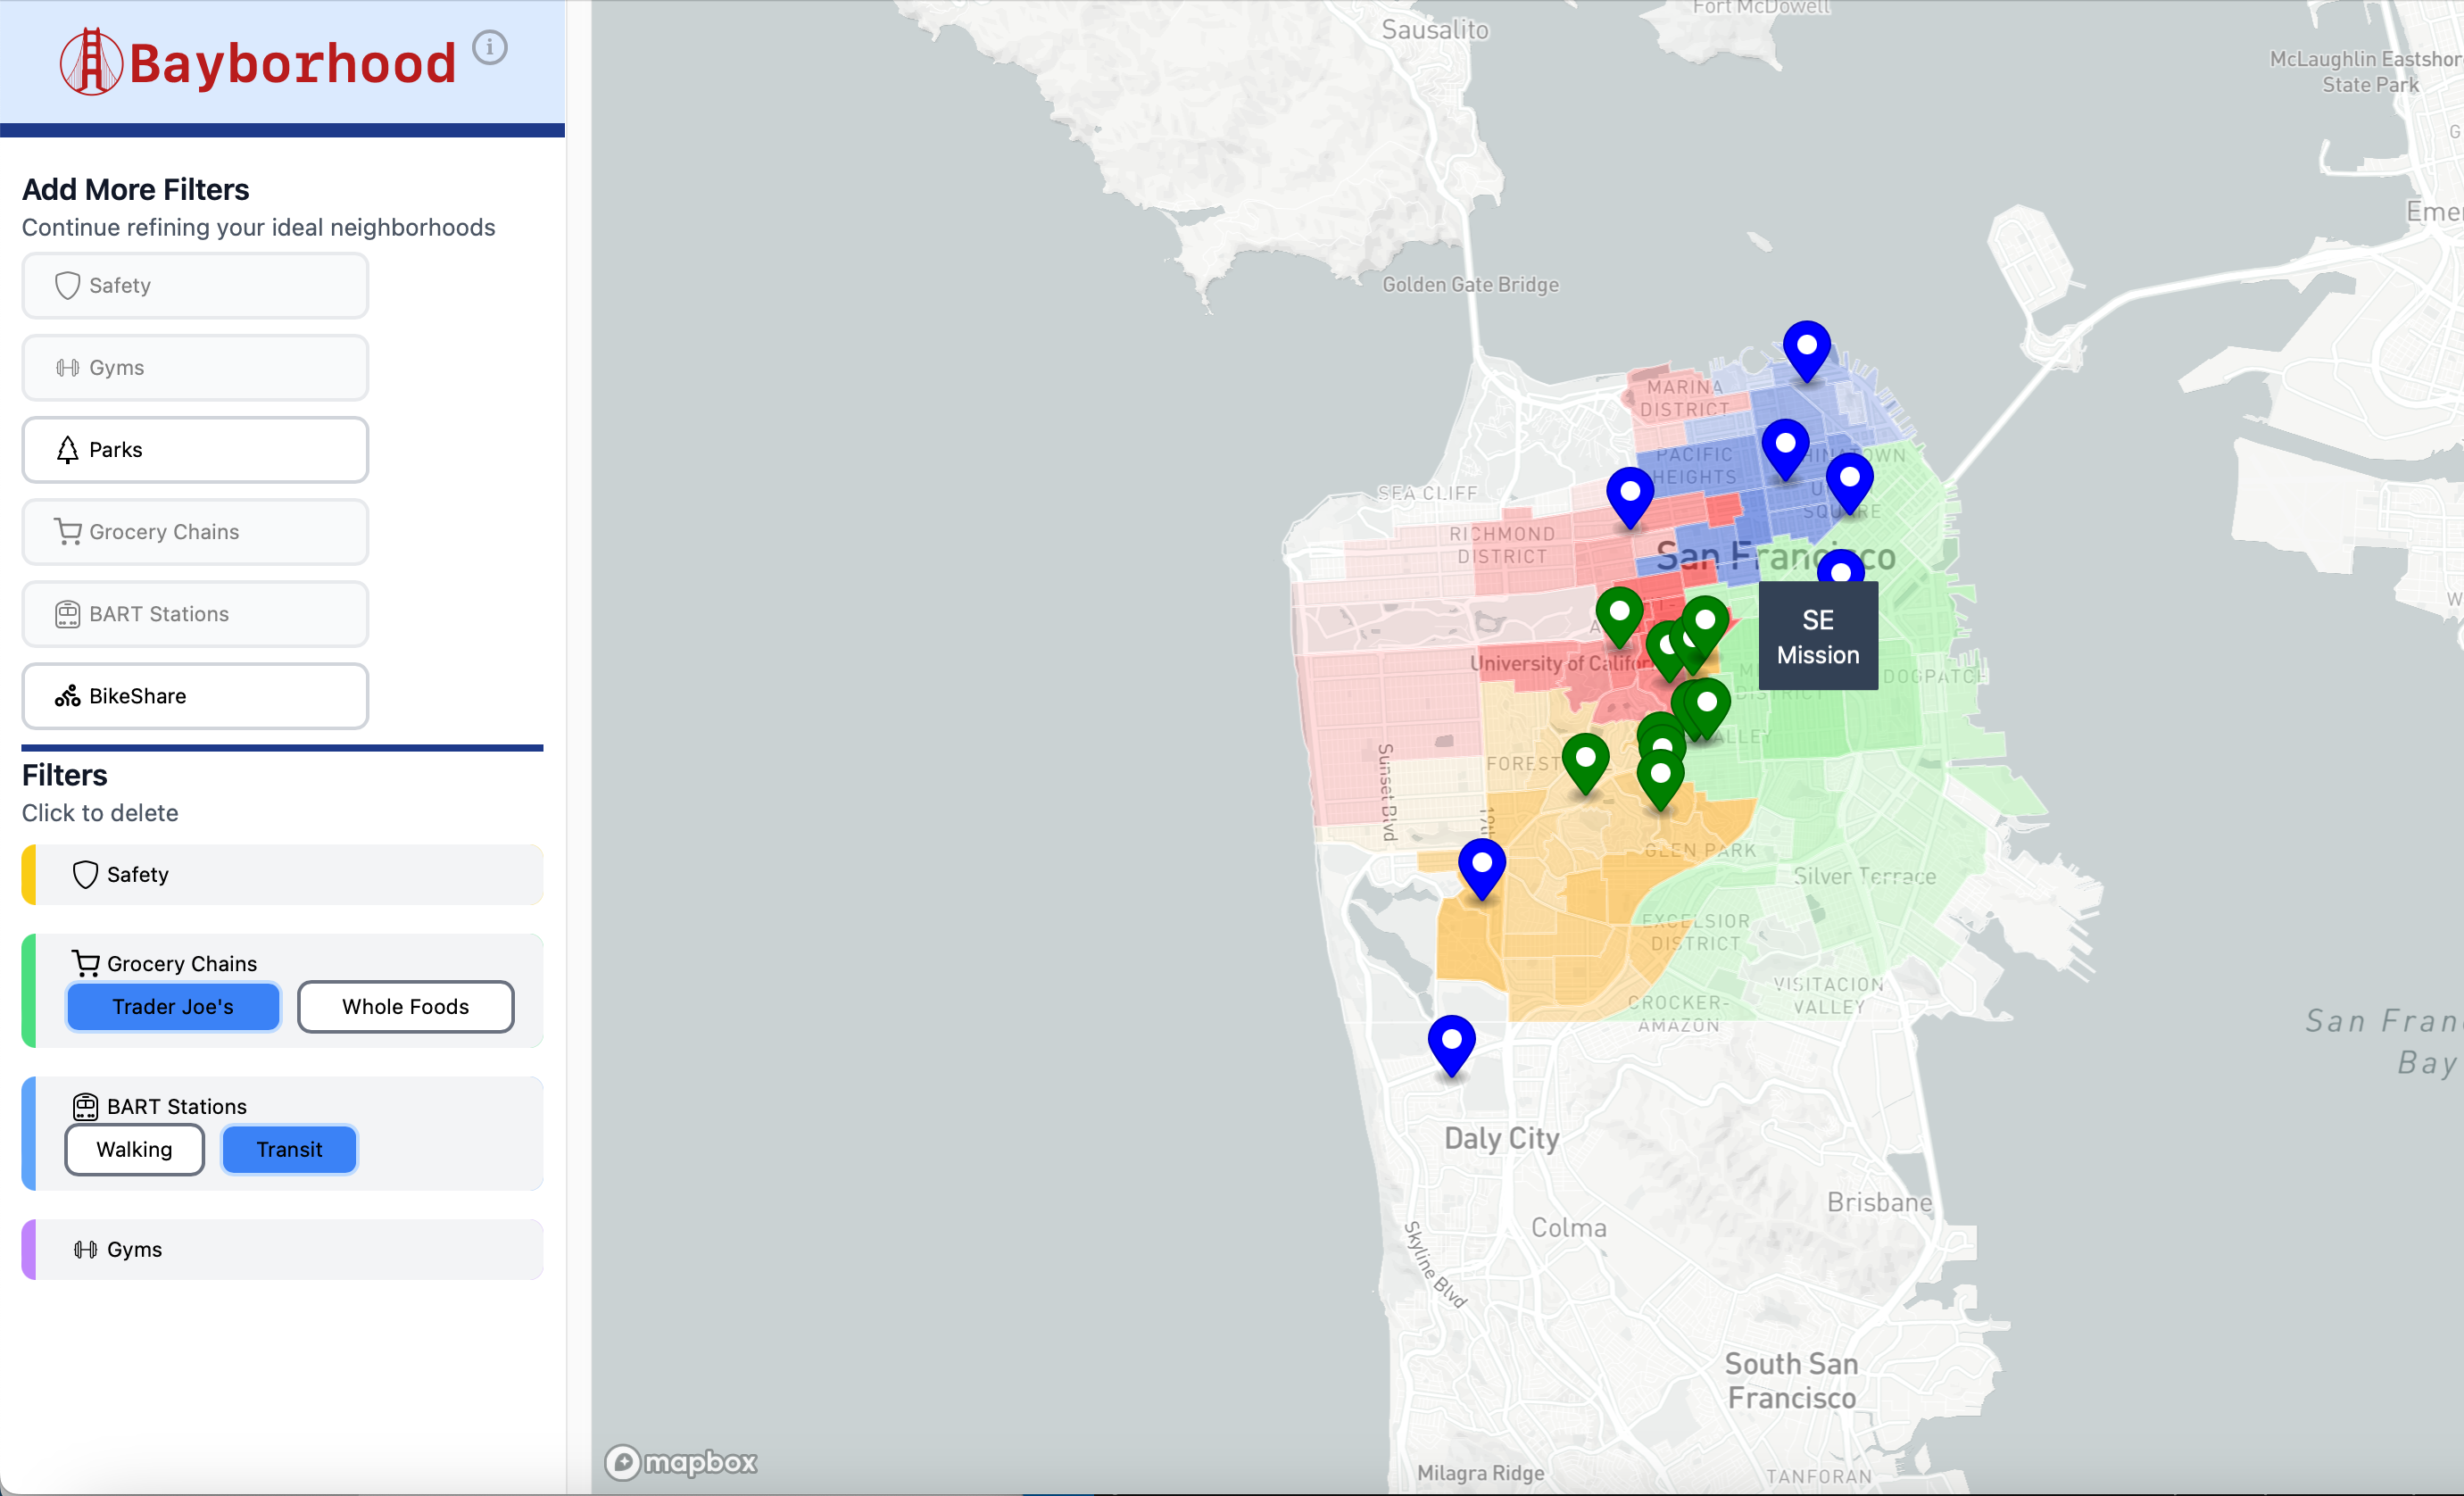 Bayborhood
Add More Filters
Continue refining your ideal neighborhoods
Safety
Gyms
Parks
Grocery Chains
BART Stations
BikeShare
Filters
Click to delete
Safety
Grocery Chains
Trader Joe's
Whole Foods
BART Stations
Walking
Transit
Gyms
Fort McDowell
Sausalito
McLaughlin Eastshor
State Park
Eme
Golden Gate Bridge
MARINA
DISTRICT
PACIFIC
HEIGHTS
HINATOWN
SEA CLIFF
U
SQUARE
RICHMOND
DISTRICT
San Francisco
SE
Mission
University of Califor
DISTRICT
DOGPATCH
ALLEY
FOREST
Sunset Blvd
GLEN PARK
Silver Terrace
EXCELSIOR
DISTRICT
VISITACION
VALLEY
CROCKER-
AMAZON
San Fran
Bay
Daly City
Brisbane
Colma
Skyline Blvd
South San
Francisco
Milagra Ridge
TANFORAN
mapbox